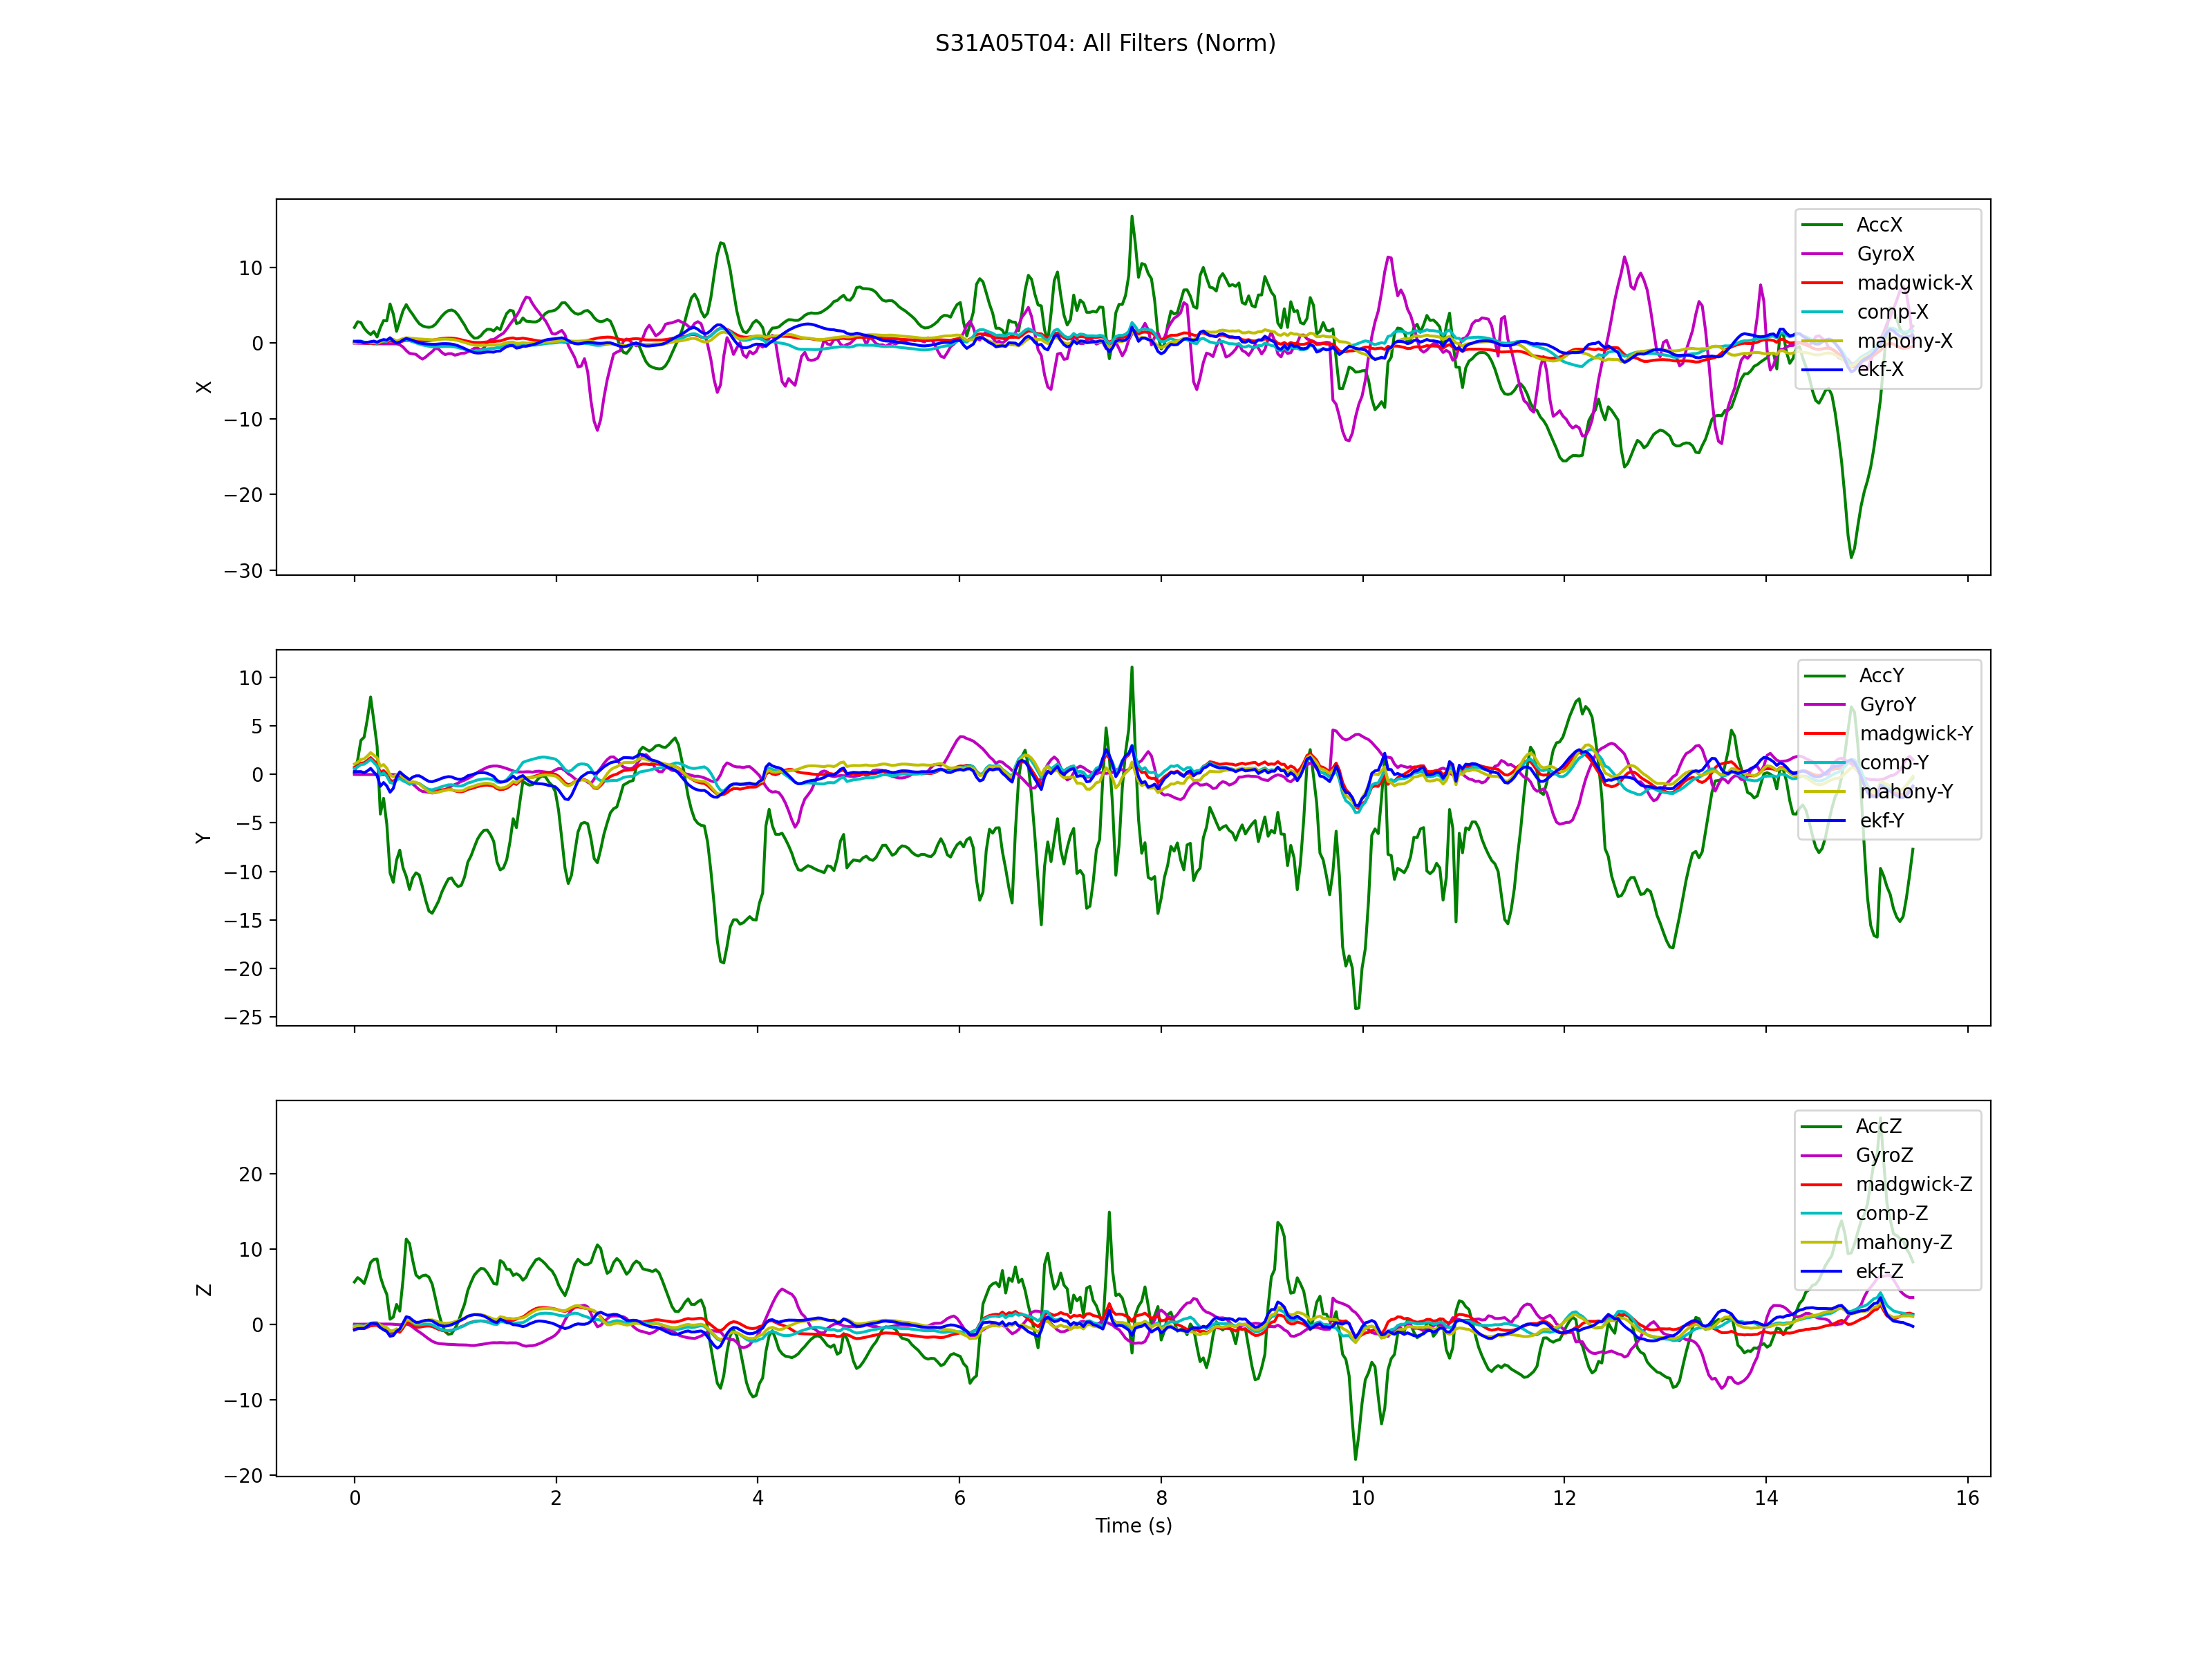 S31A05T04: All Filters (Norm)
10
0
−10
−20
−30
X
AccX
GyroX
madgwick-X
comp-X
mahony-X
ekf-X
10
5
0
−5
−10
−15
−20
−25
Y
AccY
GyroY
madgwick-Y
comp-Y
mahony-Y
ekf-Y
20
10
0
−10
−20
Z
AccZ
GyroZ
madgwick-Z
comp-Z
mahony-Z
ekf-Z
0 2 4 6 8 10 12 14 16
Time (s)